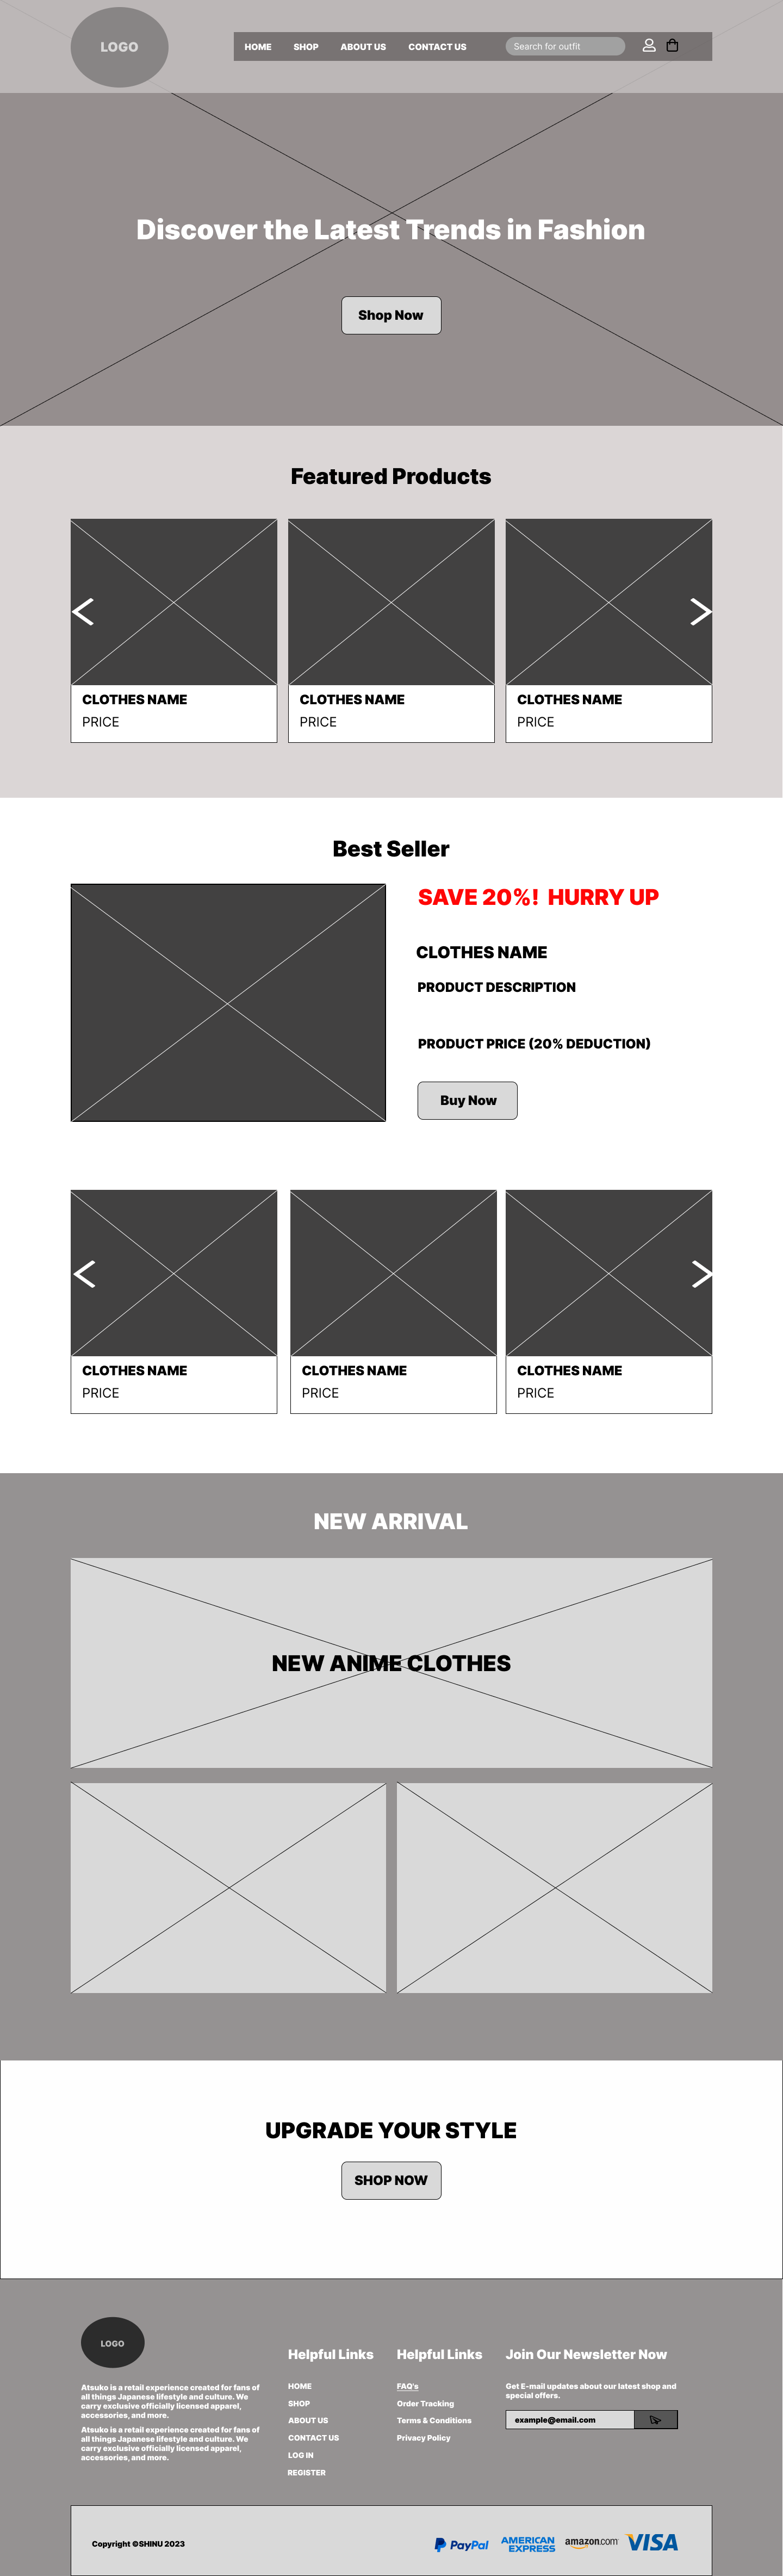 LOGO
HOME SHOP ABOUT US CONTACT US Search for outfit
Discover the Latest Trends in Fashion
Shop Now
Featured Products
CLOTHES NAME
PRICE
CLOTHES NAME
PRICE
CLOTHES NAME
PRICE
Best Seller
SAVE 20%! HURRY UP
CLOTHES NAME
PRODUCT DESCRIPTION
PRODUCT PRICE (20% DEDUCTION)
Buy Now
CLOTHES NAME
PRICE
CLOTHES NAME
PRICE
CLOTHES NAME
PRICE
NEW ARRIVAL
NEW ANIME CLOTHES
UPGRADE YOUR STYLE
SHOP NOW
LOGO
Atsuko is a retail experience created for fans of
all things Japanese lifestyle and culture. We
carry exclusive officially licensed apparel,
accessories, and more.
Atsuko is a retail experience created for fans of
all things Japanese lifestyle and culture. We
carry exclusive officially licensed apparel,
accessories, and more.
Helpful Links
HOME
SHOP
ABOUT US
CONTACT US
LOG IN
REGISTER
Helpful Links
FAQ's
Order Tracking
Terms & Conditions
Privacy Policy
Join Our Newsletter Now
Get E-mail updates about our latest shop and
special offers.
example@email.com
Copyright ©SHINU 2023
PayPal
AMERICAN
EXPRESS
amazon.com
VISA